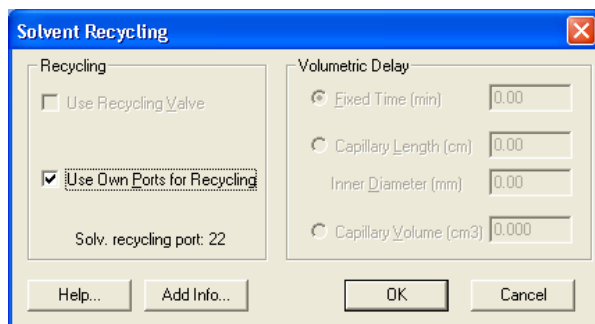 Solvent Recycling
Recycling
Use Recycling Valve
Use Own Ports for Recycling
Solv. recycling port: 22
Volumetric Delay
Fixed Time (min) 0.00
Capillary Length (cm) 0.00
Inner Diameter (mm) 0.00
Capillary Volume (cm3) 0.000
Help... Add Info... OK Cancel